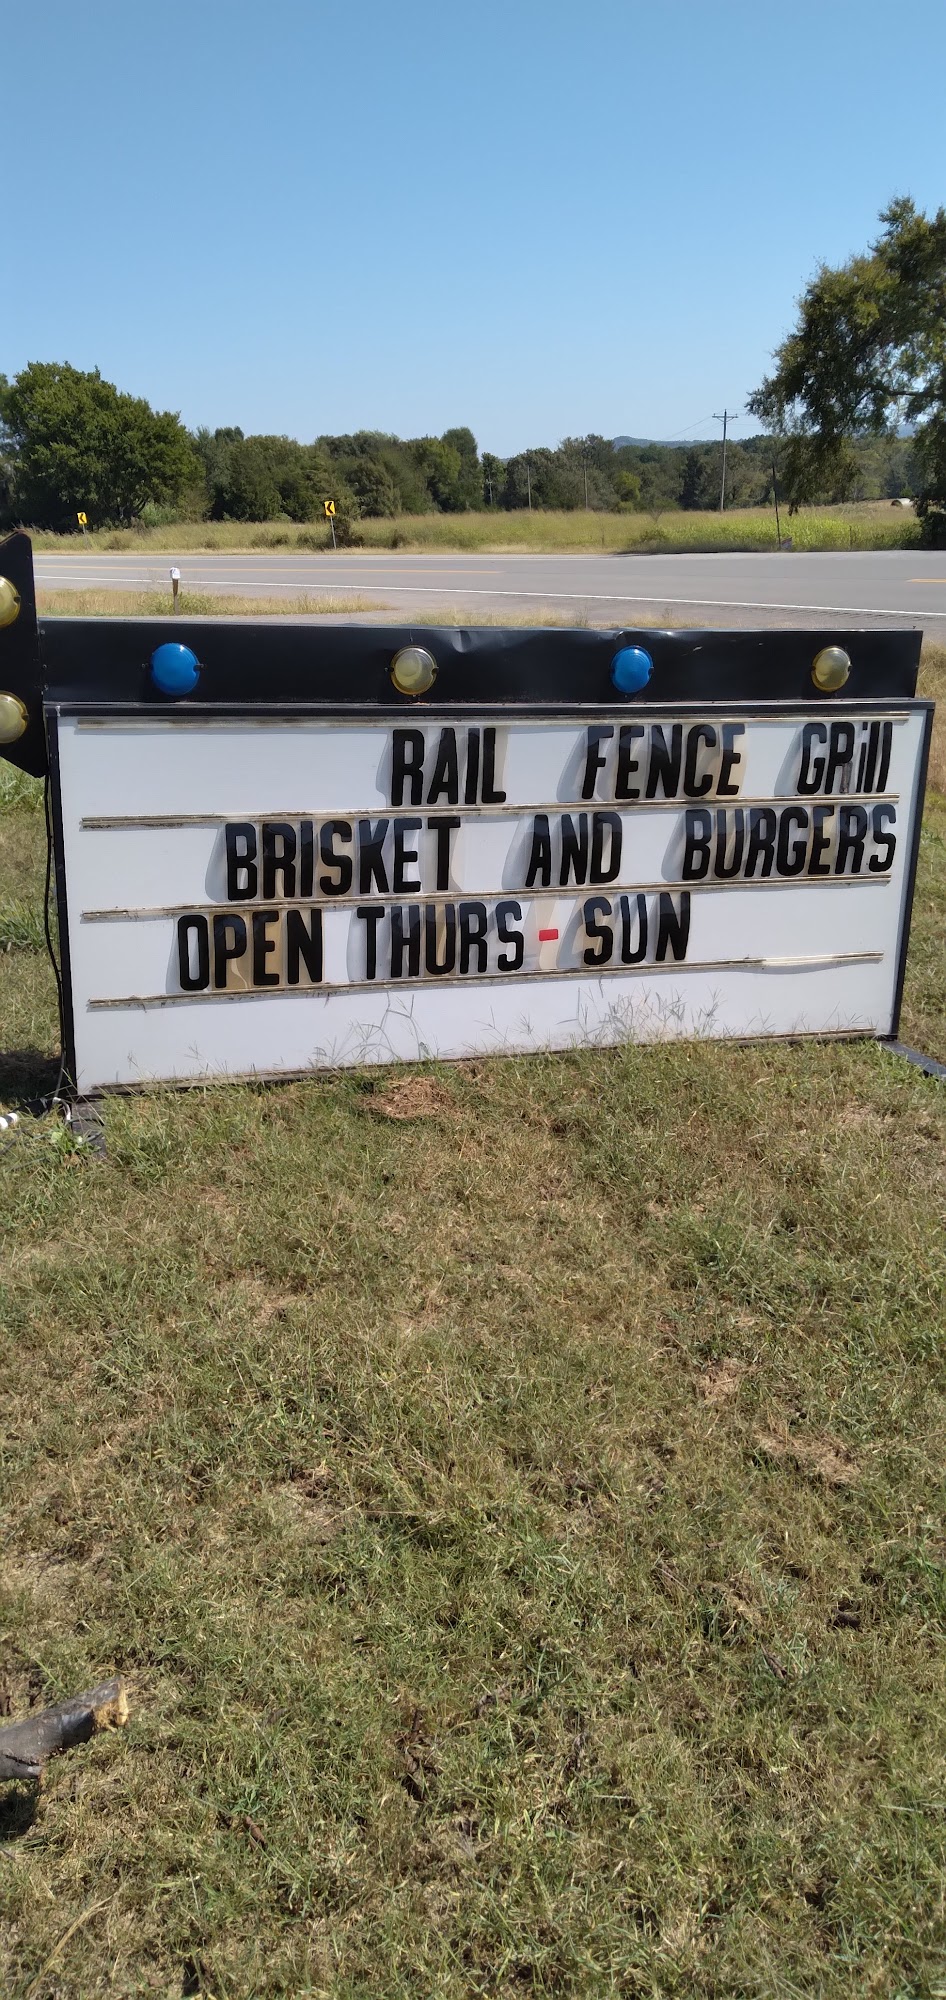 RAIL FENCE GRill
BRISKET AND BURGERS
OPEN THURS - SUN